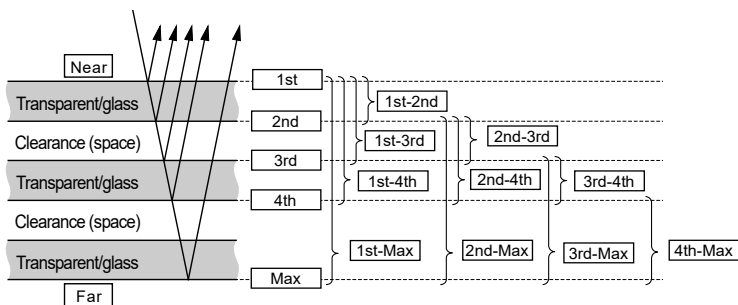 Near
1st
Transparent/glass
1st-2nd
2nd
Clearance (space)
1st-3rd
2nd-3rd
3rd
Transparent/glass
1st-4th
2nd-4th
3rd-4th
4th
Clearance (space)
1st-Max
2nd-Max
3rd-Max
4th-Max
Transparent/glass
Max
Far